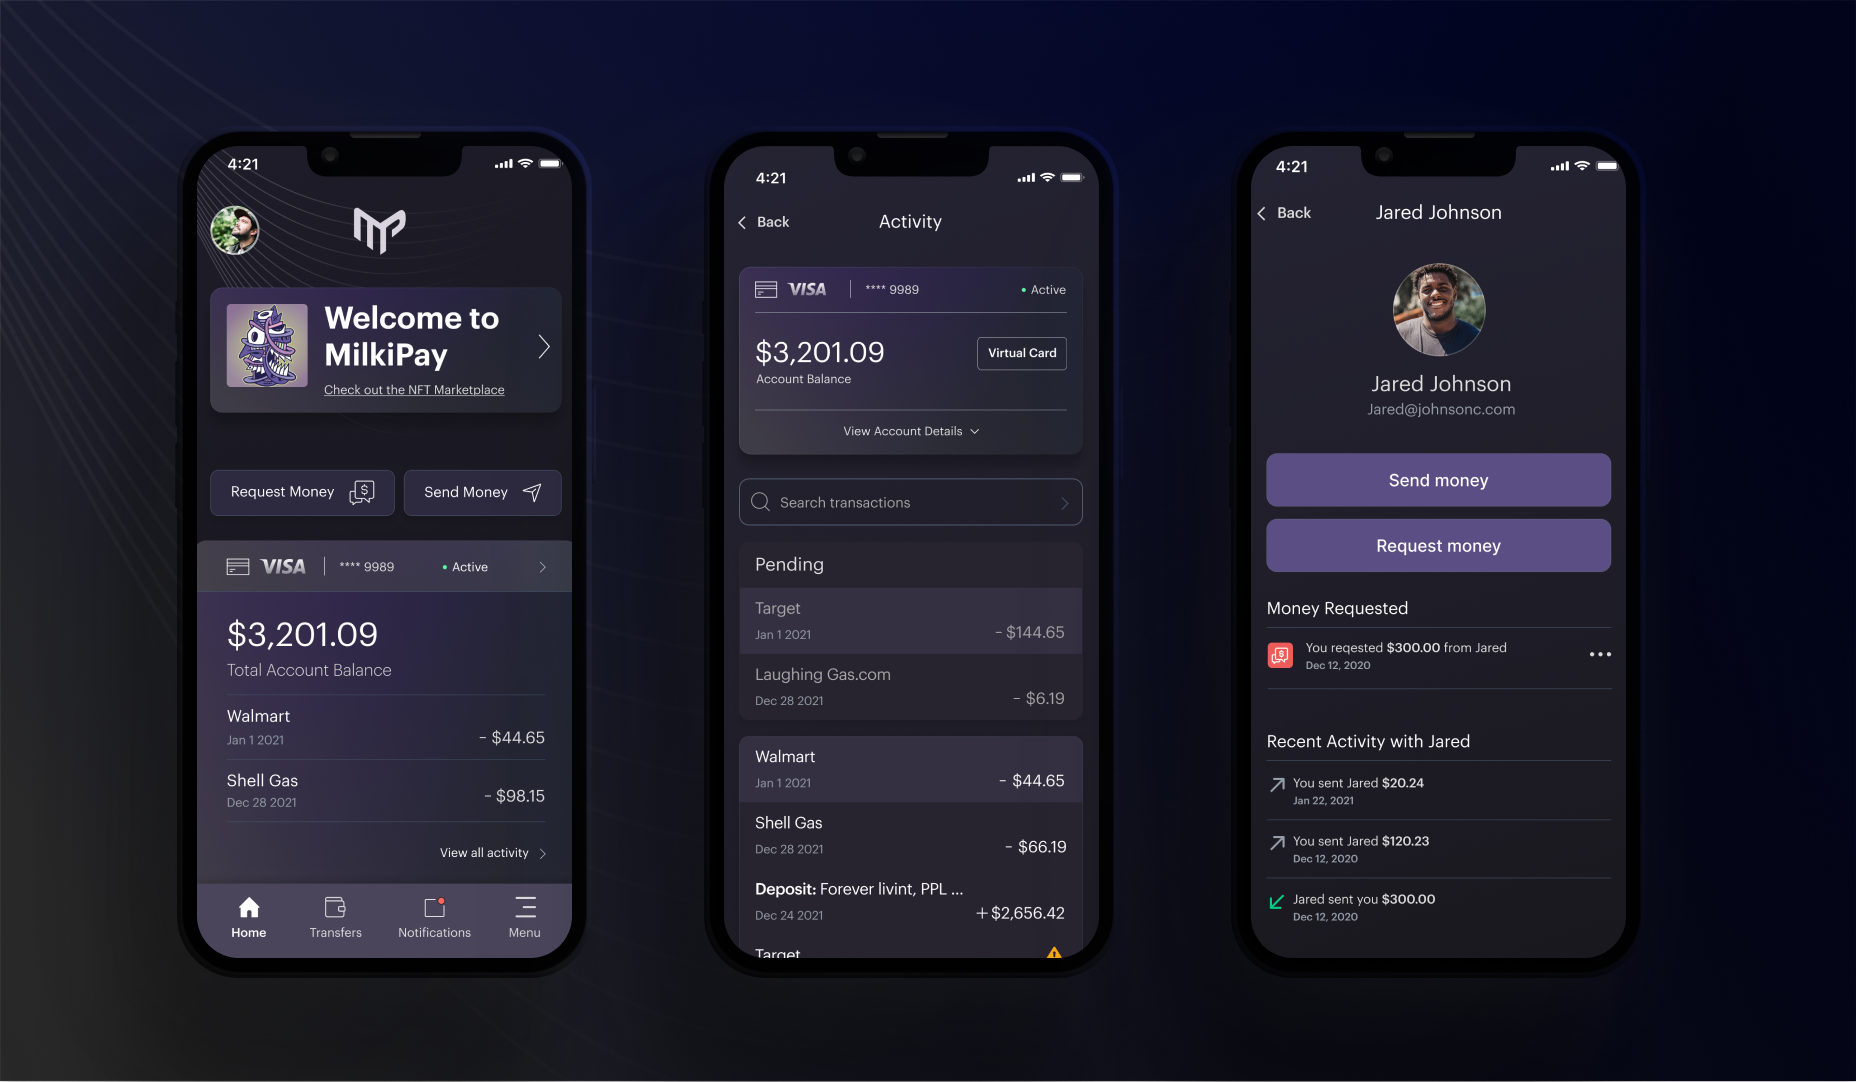 4:21
Welcome to
MilkiPay
Check out the NFT Marketplace
Request Money
Send Money
VISA
**** 9989
Active
$3,201.09
Total Account Balance
Walmart
Jan 1 2021
- $44.65
Shell Gas
Dec 28 2021
- $98.15
View all activity
Home
Transfers
Notifications
Menu
4:21
Back
Activity
VISA
**** 9989
Active
$3,201.09
Virtual Card
Account Balance
View Account Details
Search transactions
Pending
Target
Jan 1 2021
- $144.65
Laughing Gas.com
Dec 28 2021
- $6.19
Walmart
Jan 1 2021
- $44.65
Shell Gas
Dec 28 2021
- $66.19
Deposit: Forever livint, PPL ...
Dec 24 2021
+$2,656.42
Target
4:21
Back
Jared Johnson
Jared Johnson
Jared@johnsonc.com
Send money
Request money
Money Requested
You reqested $300.00 from Jared
Dec 12, 2020
Recent Activity with Jared
You sent Jared $20.24
Jan 22, 2021
You sent Jared $120.23
Dec 12, 2020
Jared sent you $300.00
Dec 12, 2020